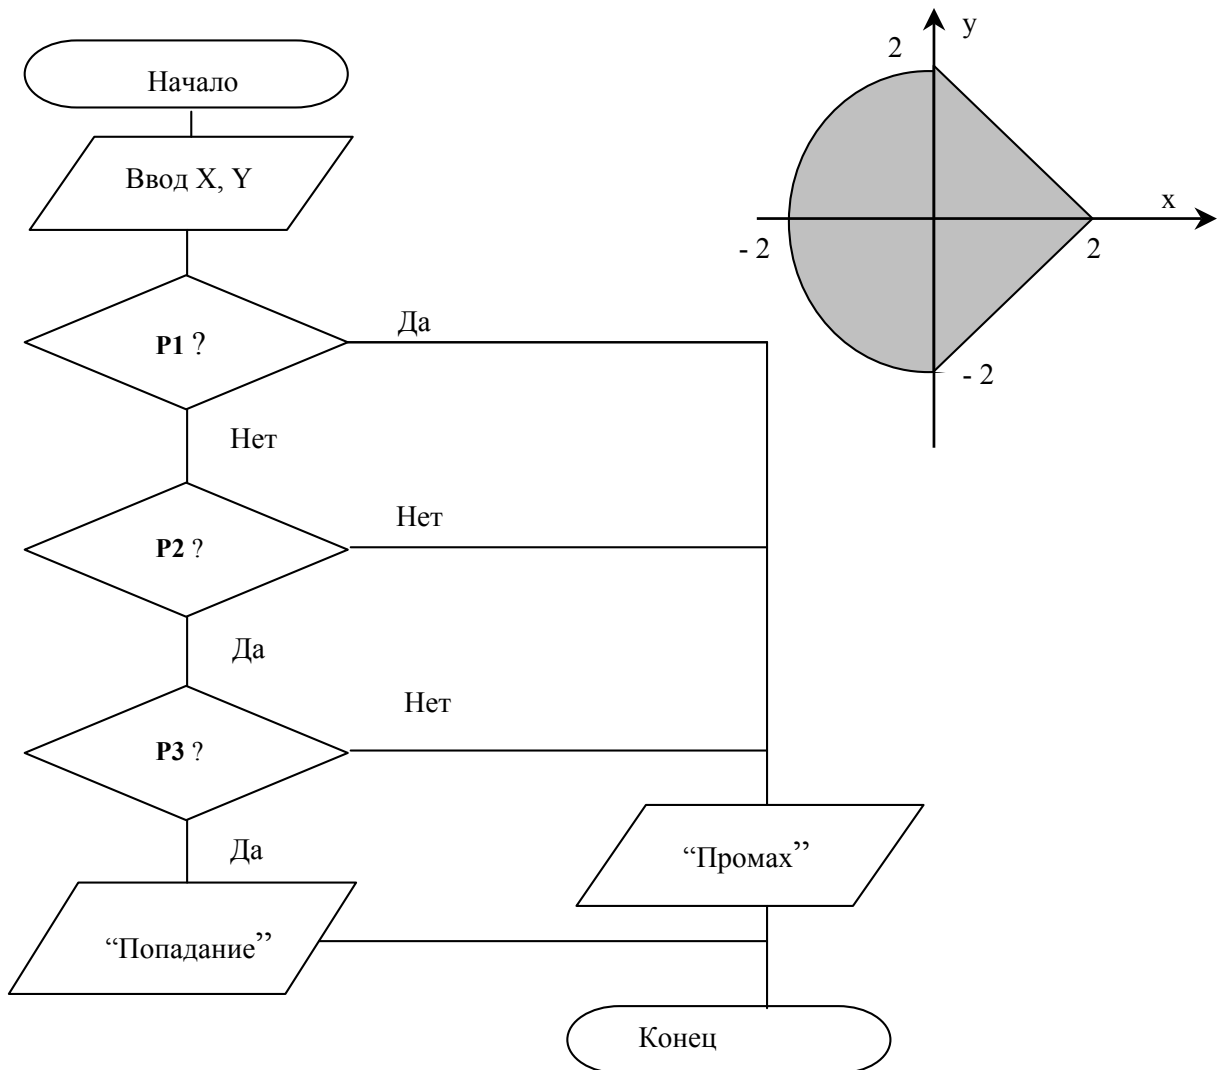 Начало
Ввод X, Y
P1 ?
Да
Нет
P2 ?
Нет
Да
P3 ?
Нет
Да
“Попадание”
“Промах”
Конец
y
2
x
- 2
2
- 2